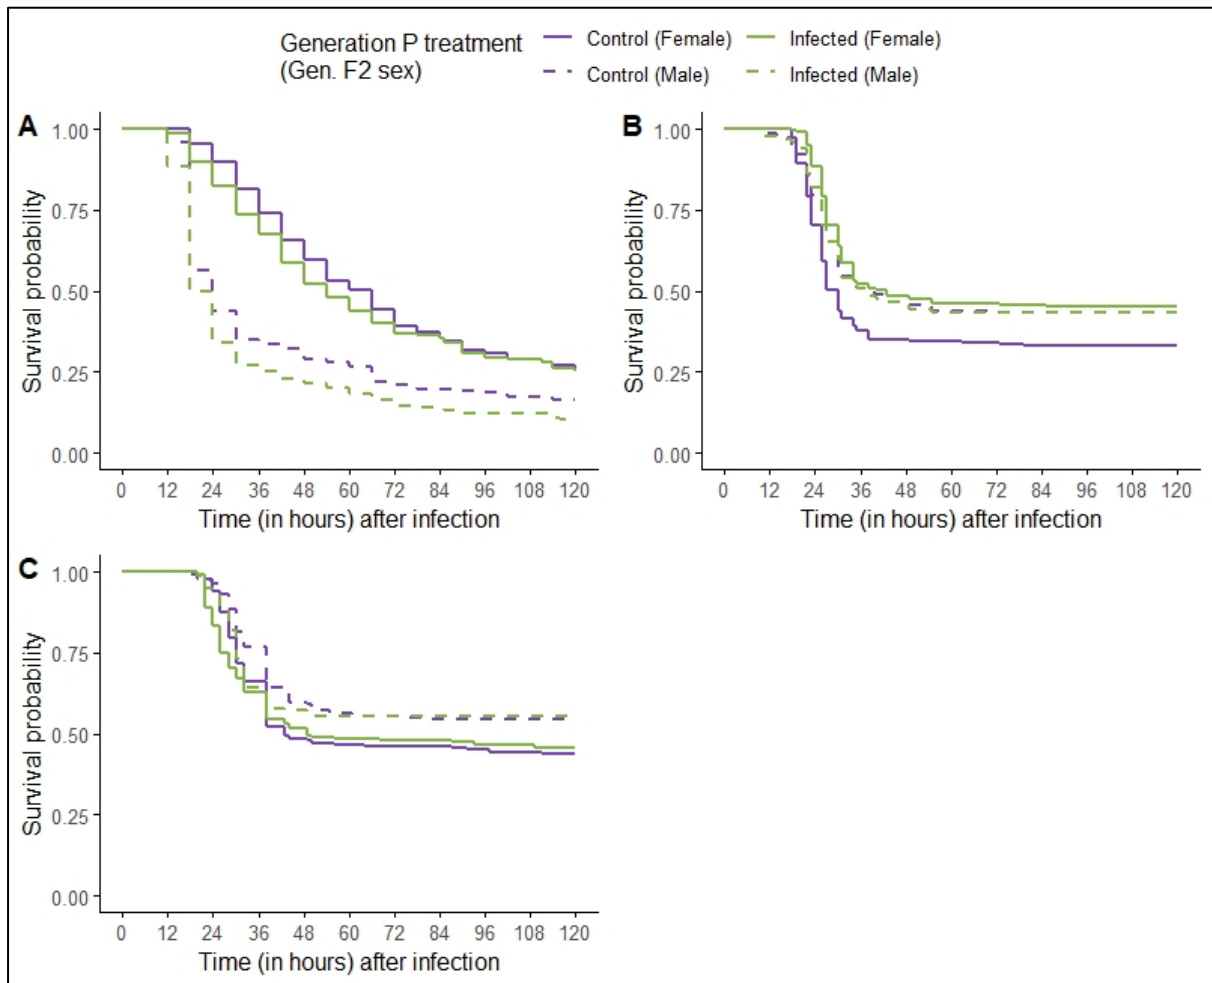 Generation P treatment
(Gen. F2 sex)
Control (Female)
Infected (Female)
Control (Male)
Infected (Male)
A
Survival probability
1.00
0.75
0.50
0.25
0.00
0 12 24 36 48 60 72 84 96 108 120
Time (in hours) after infection
B
Survival probability
1.00
0.75
0.50
0.25
0.00
0 12 24 36 48 60 72 84 96 108 120
Time (in hours) after infection
C
Survival probability
1.00
0.75
0.50
0.25
0.00
0 12 24 36 48 60 72 84 96 108 120
Time (in hours) after infection